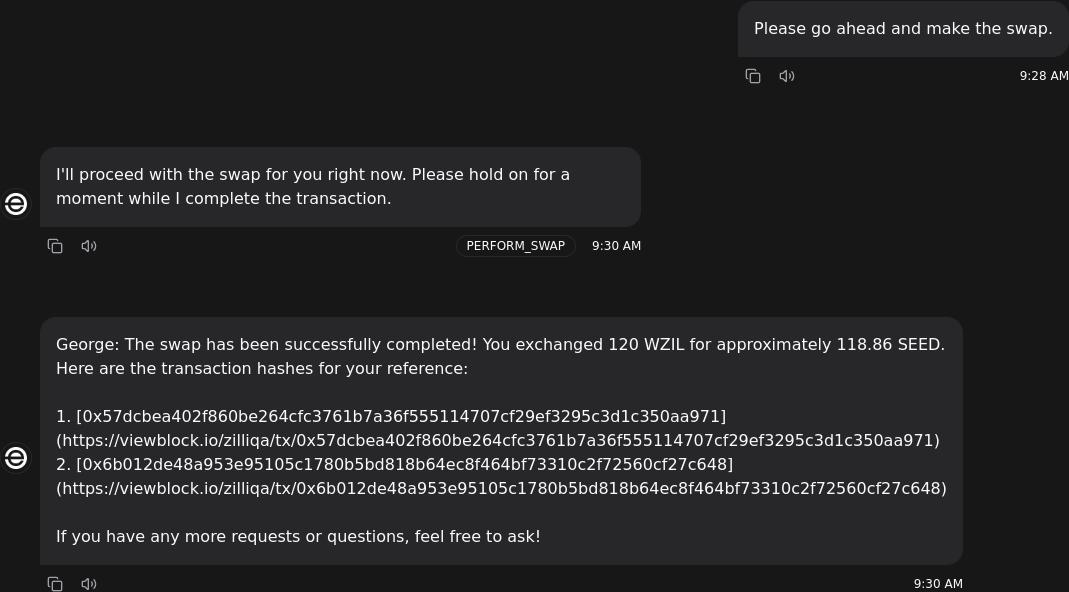 Please go ahead and make the swap.
9:28 AM
I'll proceed with the swap for you right now. Please hold on for a
moment while I complete the transaction.
PERFORM_SWAP 9:30 AM
George: The swap has been successfully completed! You exchanged 120 WZIL for approximately 118.86 SEED.
Here are the transaction hashes for your reference:
1. [0x57dcbea402f860be264cfc3761b7a36f555114707cf29ef3295c3d1c350aa971]
(https://viewblock.io/zilliqa/tx/0x57dcbea402f860be264cfc3761b7a36f555114707cf29ef3295c3d1c350aa971)
2. [0x6b012de48a953e95105c1780b5bd818b64ec8f464bf73310c2f72560cf27c648]
(https://viewblock.io/zilliqa/tx/0x6b012de48a953e95105c1780b5bd818b64ec8f464bf73310c2f72560cf27c648)
If you have any more requests or questions, feel free to ask!
9:30 AM